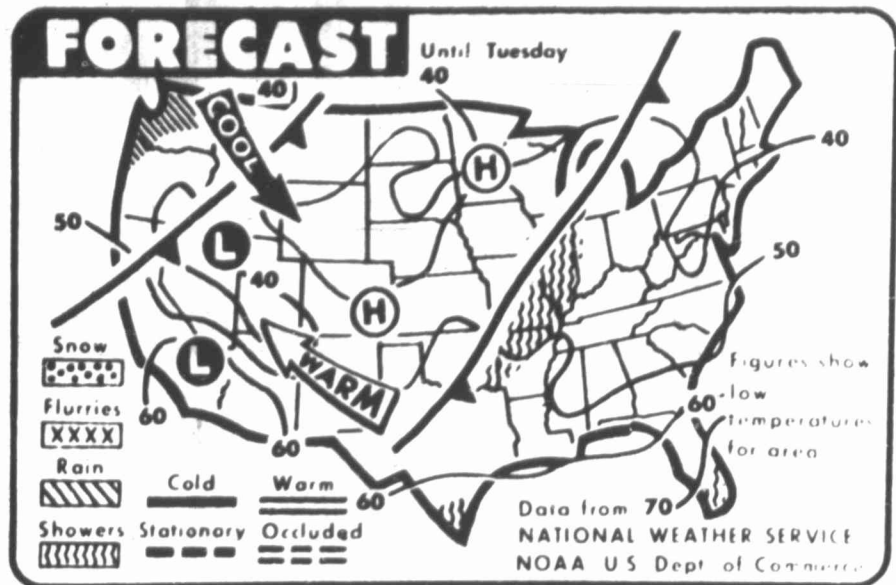 FORECAST
Until Tuesday
40
40
COOL
H
40
50
L
50
40
H
L
WARM
Snow
Flurries
XXXX
Rain
Showers
60
60
60
Cold
Warm
Stationary
Occluded
Figures show
60 low
temperatures
for area
70
Data from
NATIONAL WEATHER SERVICE
NOAA U S Dept of Commerce